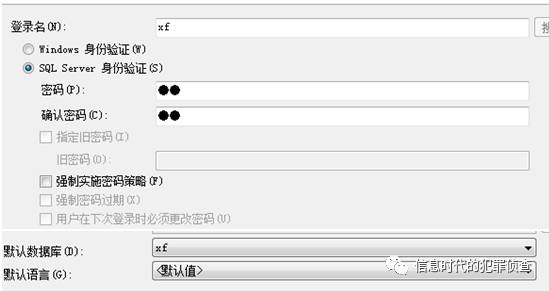 登录名(N): xf 搜
Windows 身份验证(W)
SQL Server 身份验证(S)
密码(P): ●●
确认密码(C): ●●
指定旧密码(I)
旧密码(O):
强制实施密码策略(F)
强制密码过期(X)
用户在下次登录时必须更改密码(U)
默认数据库(D): xf
默认语言(G): <默认值>
信息时代的犯罪侦查